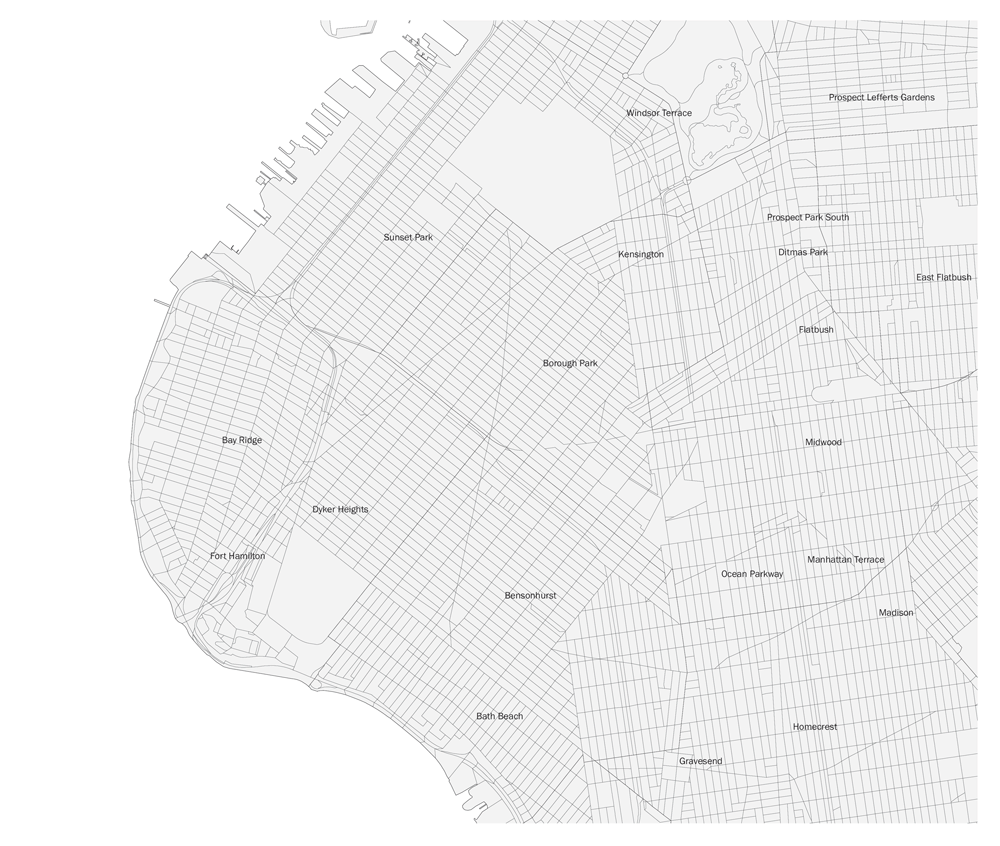 Prospect Lefferts Gardens
Windsor Terrace
Prospect Park South
Sunset Park
Kensington
Ditmas Park
East Flatbush
Flatbush
Borough Park
Bay Ridge
Midwood
Dyker Heights
Fort Hamilton
Manhattan Terrace
Ocean Parkway
Bensonhurst
Madison
Bath Beach
Homecrest
Gravesend